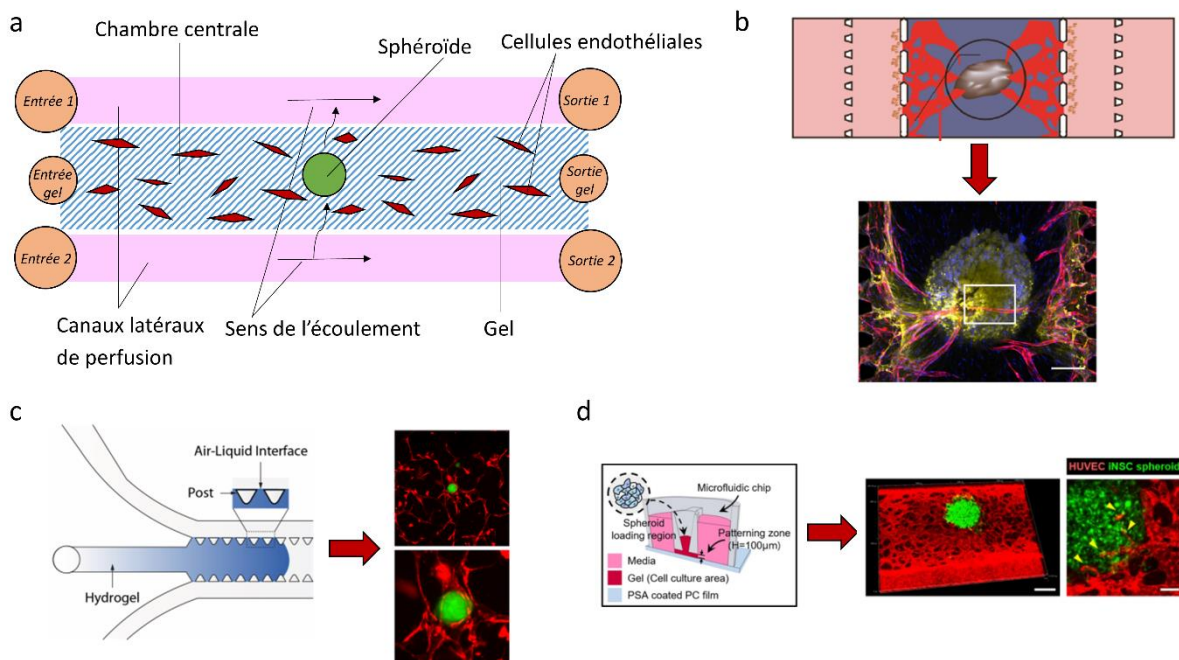 a
Chambre centrale
Sphéroïde
Cellules endothéliales
Entrée 1
Sortie 1
Entrée
gel
Sortie
gel
Entrée 2
Sortie 2
Canaux latéraux
de perfusion
Sens de l'écoulement
Gel
b
c
Air-Liquid Interface
Post
Hydrogel
d
Microfluidic chip
Spheroid
loading region
Patterning zone
(H=100μm)
Media
Gel (Cell culture area)
PSA coated PC film
HUVEC iNSC spheroid